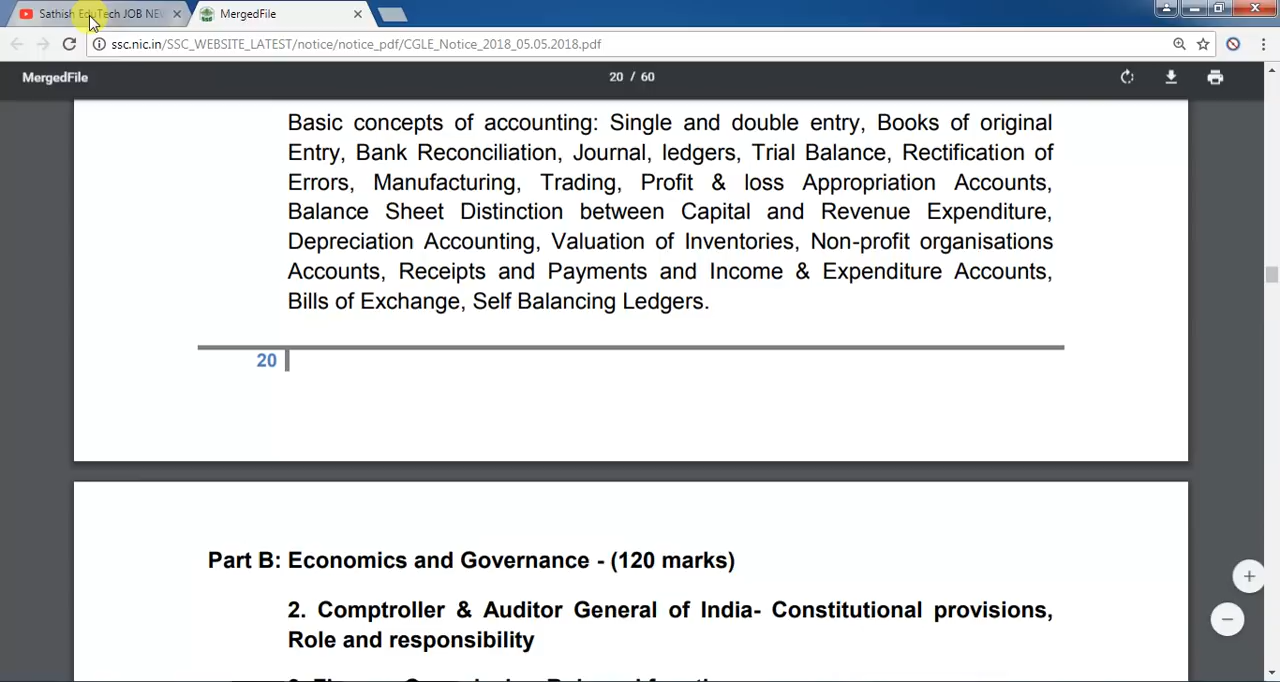 Sathish EduTech JOB NEW
MergedFile
ssc.nic.in/SSC_WEBSITE_LATEST/notice/notice_pdf/CGLE_Notice_2018_05.05.2018.pdf
MergedFile
20 / 60
Basic concepts of accounting: Single and double entry, Books of original
Entry, Bank Reconciliation, Journal, ledgers, Trial Balance, Rectification of
Errors, Manufacturing, Trading, Profit & loss Appropriation Accounts,
Balance Sheet Distinction between Capital and Revenue Expenditure,
Depreciation Accounting, Valuation of Inventories, Non-profit organisations
Accounts, Receipts and Payments and Income & Expenditure Accounts,
Bills of Exchange, Self Balancing Ledgers.
20
Part B: Economics and Governance - (120 marks)
2. Comptroller & Auditor General of India- Constitutional provisions,
Role and responsibility